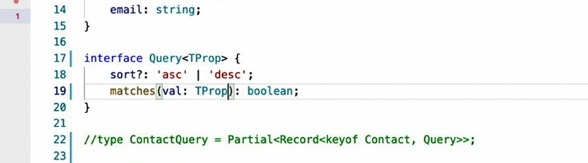 14 email: string;
15 }
16
17 interface Query<TProp> {
18 sort?: 'asc' | 'desc';
19 matches(val: TProp): boolean;
20 }
21
22 //type ContactQuery = Partial<Record<keyof Contact, Query>>;
23
1